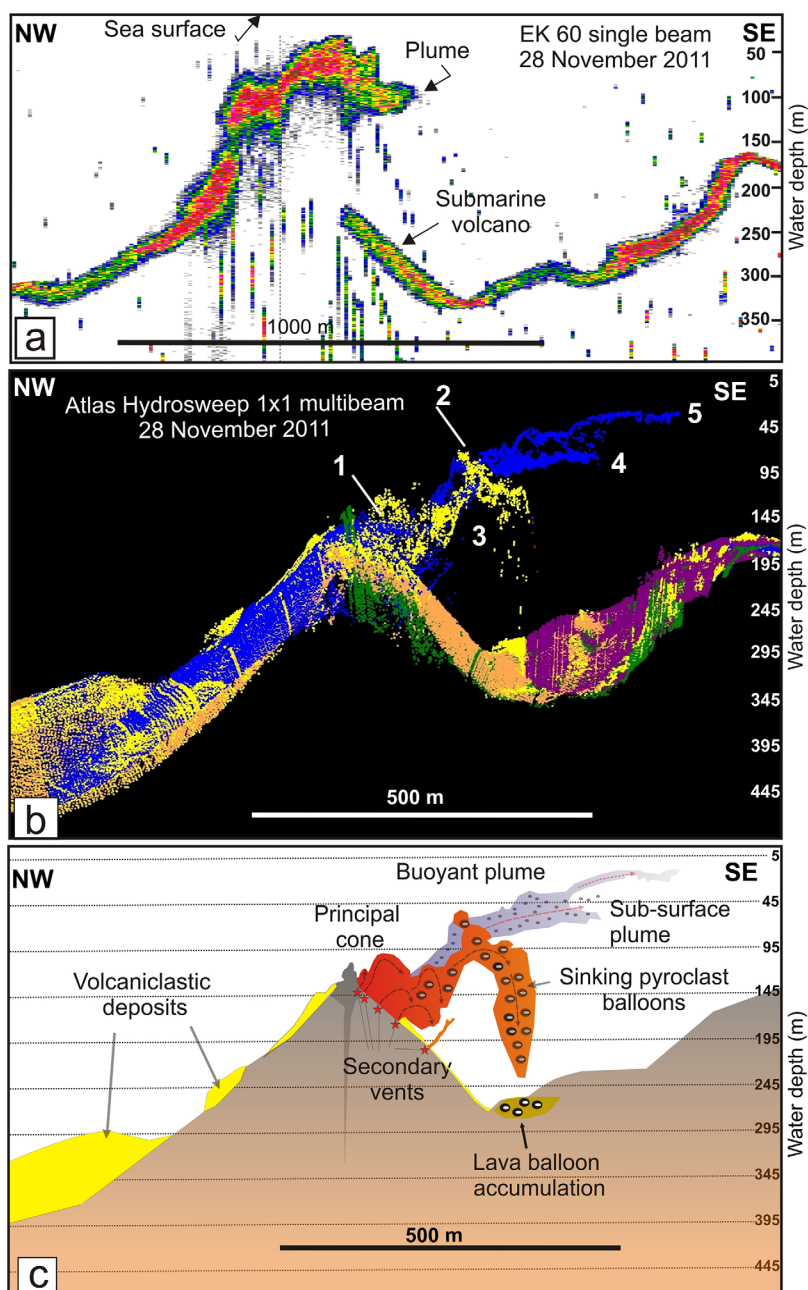 NW
Sea surface
EK 60 single beam
SE
28 November 2011
Plume
50
100
150
200
250
300
350
Water depth (m)
Submarine
volcano
1000 m
a
NW
Atlas Hydrosweep 1x1 multibeam
28 November 2011
SE
1
2
3
4
5
5
45
95
145
195
245
295
345
395
445
Water depth (m)
500 m
b
NW
Buoyant plume
SE
Principal
cone
Sub-surface
plume
Volcaniclastic
deposits
Sinking pyroclast
balloons
Secondary
vents
Lava balloon
accumulation
5
45
95
145
195
245
295
345
395
445
Water depth (m)
500 m
c